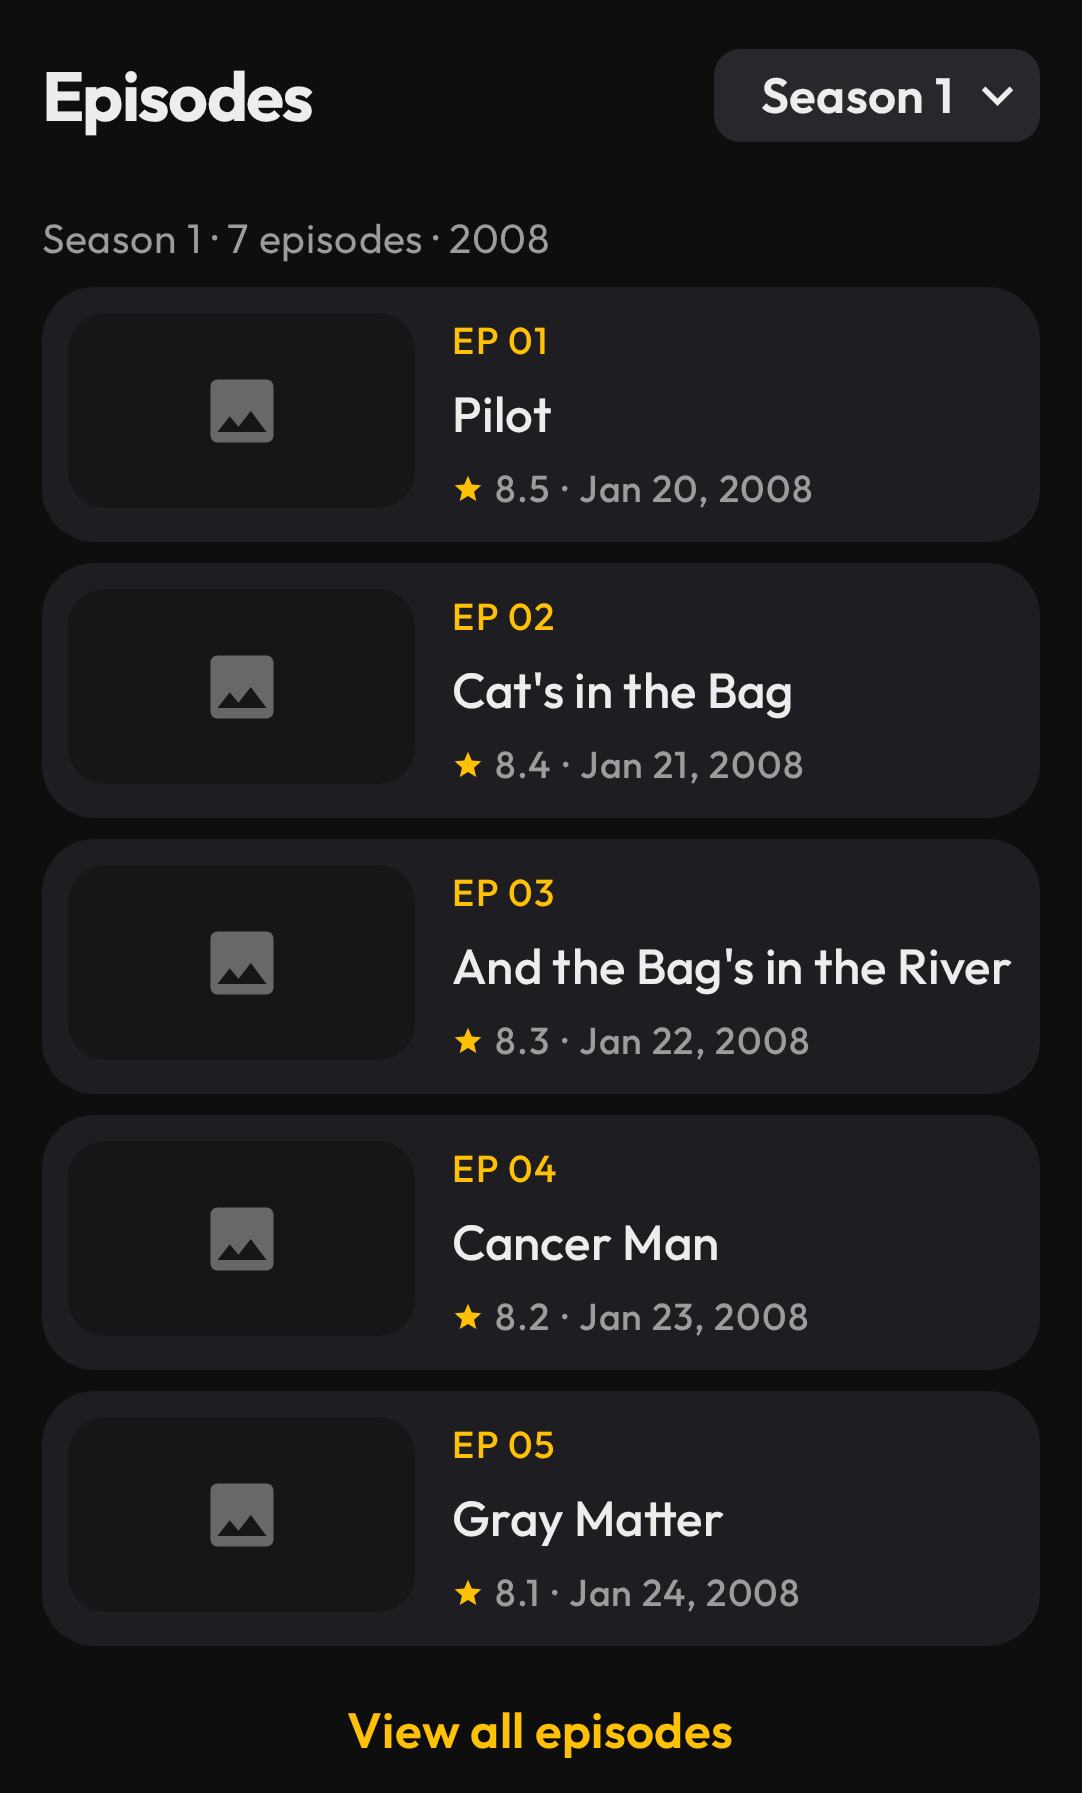 Episodes
Season 1
Season 1 · 7 episodes · 2008
EP 01
Pilot
8.5 · Jan 20, 2008
EP 02
Cat's in the Bag
8.4 · Jan 21, 2008
EP 03
And the Bag's in the River
8.3 · Jan 22, 2008
EP 04
Cancer Man
8.2 · Jan 23, 2008
EP 05
Gray Matter
8.1 · Jan 24, 2008
View all episodes